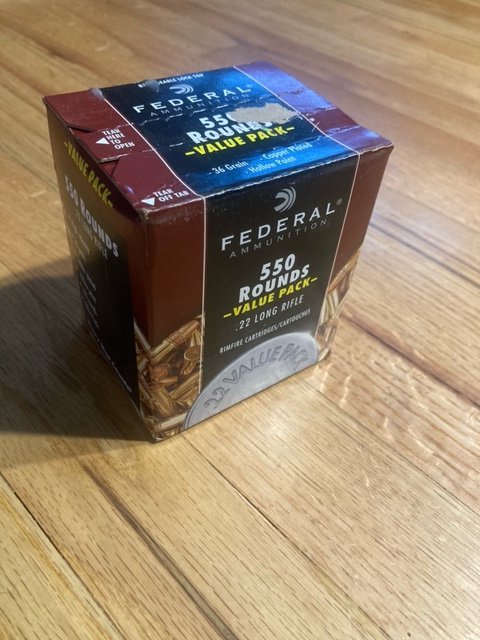 LOCK TOP
FEDERAL
AMMUNITION
550
ROUNDS
–VALUE PACK–
36 Grain
Copper Plated
Hollow Point
TEAR
HERE
TO
OPEN
TEAR
OFF TAB
VALUE PACK–
550 ROUNDS
FEDERAL®
AMMUNITION
550
ROUNDS
–VALUE PACK–
.22 LONG RIFLE
RIMFIRE CARTRIDGES/CARTOUCHES
.22 VALUE PACK